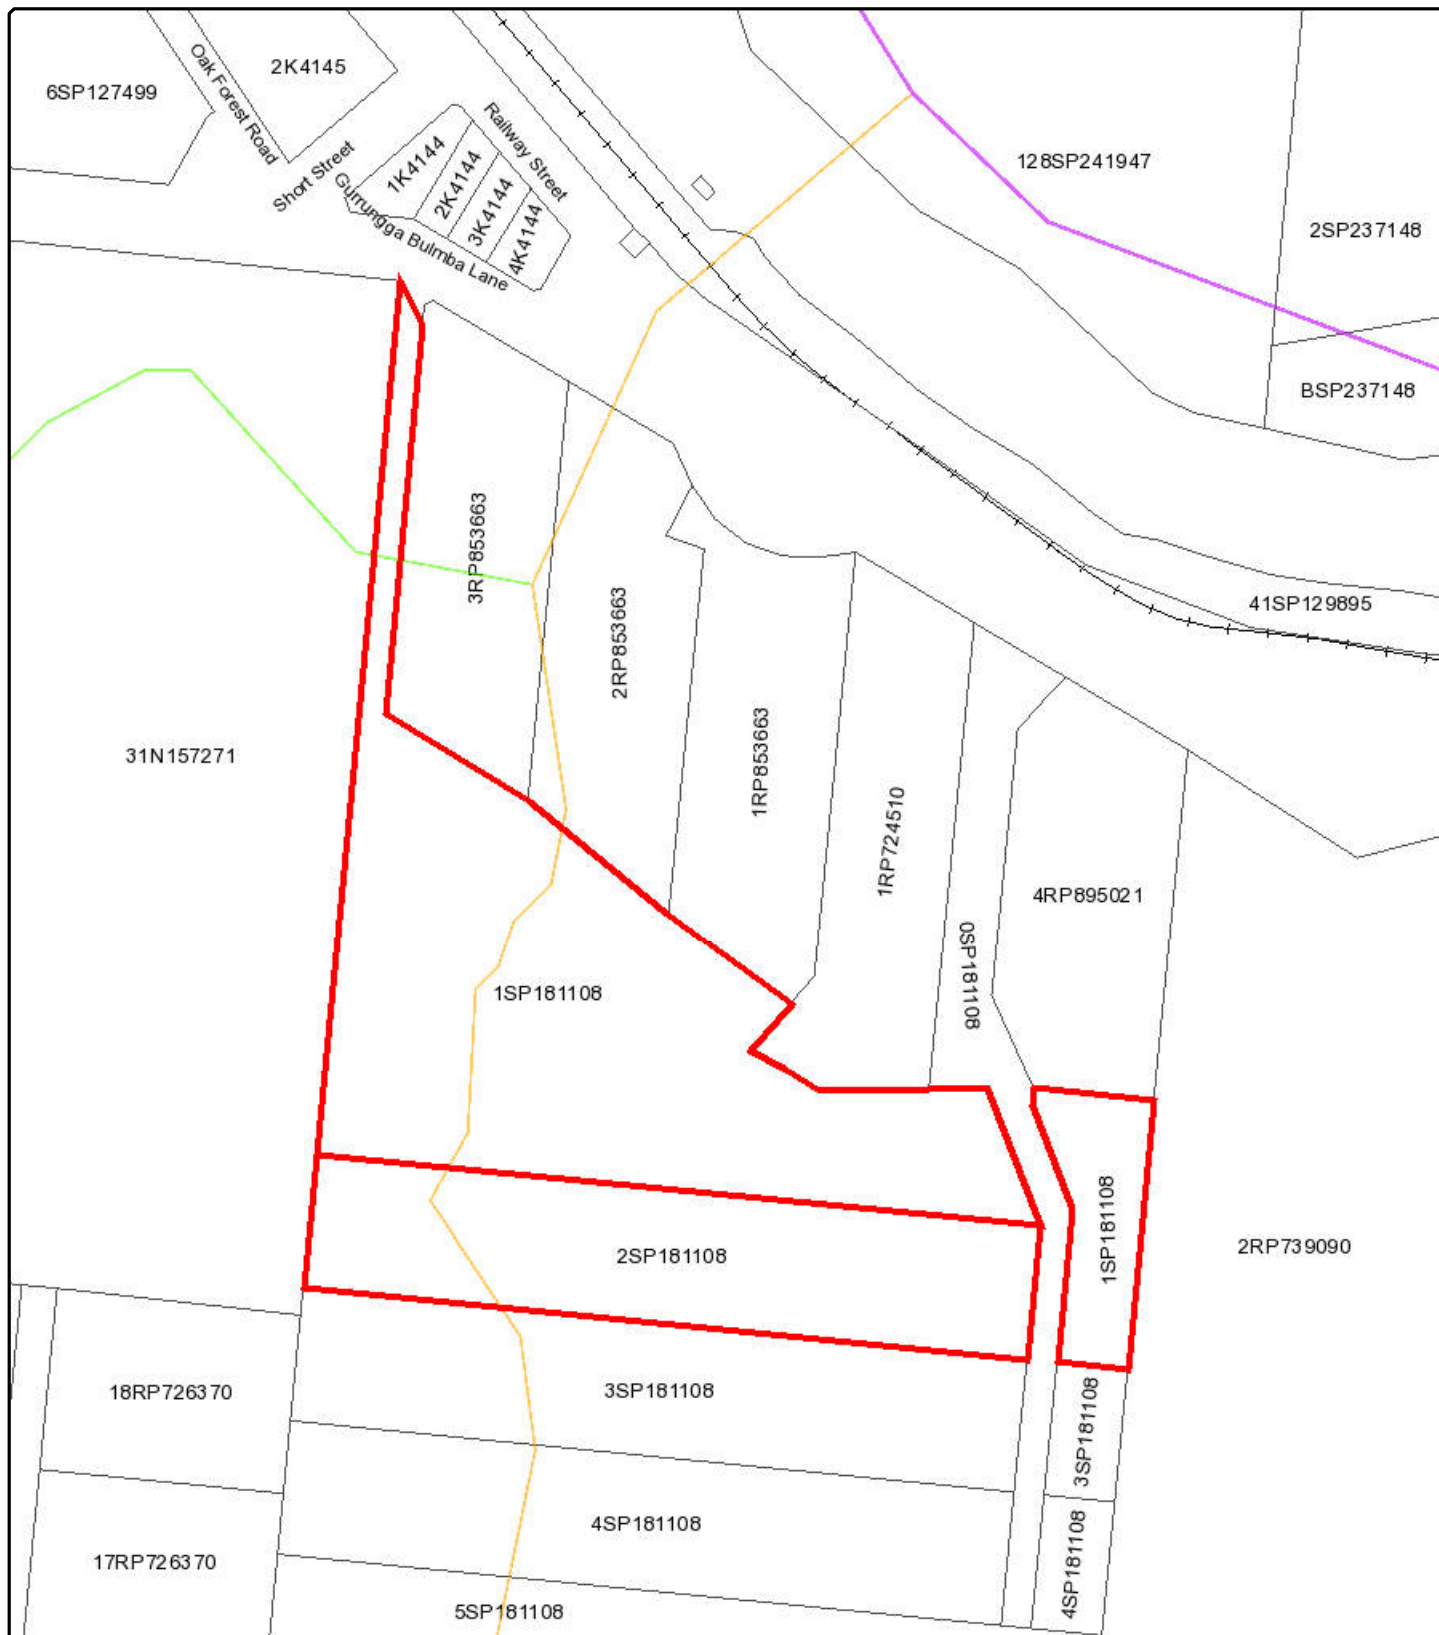 6SP127499
2K4145
Oak Forest Road
Short Street
Railway Street
1K4144
2K4144
3K4144
4K4144
Gurrungga Bulmba Lane
128SP241947
2SP237148
BSP237148
41SP129895
3RP853663
2RP853663
1RP853663
1RP724510
0SP181108
4RP895021
31N157271
1SP181108
2SP181108
1SP181108
2RP739090
18RP726370
3SP181108
3SP181108
4SP181108
4SP181108
17RP726370
5SP181108